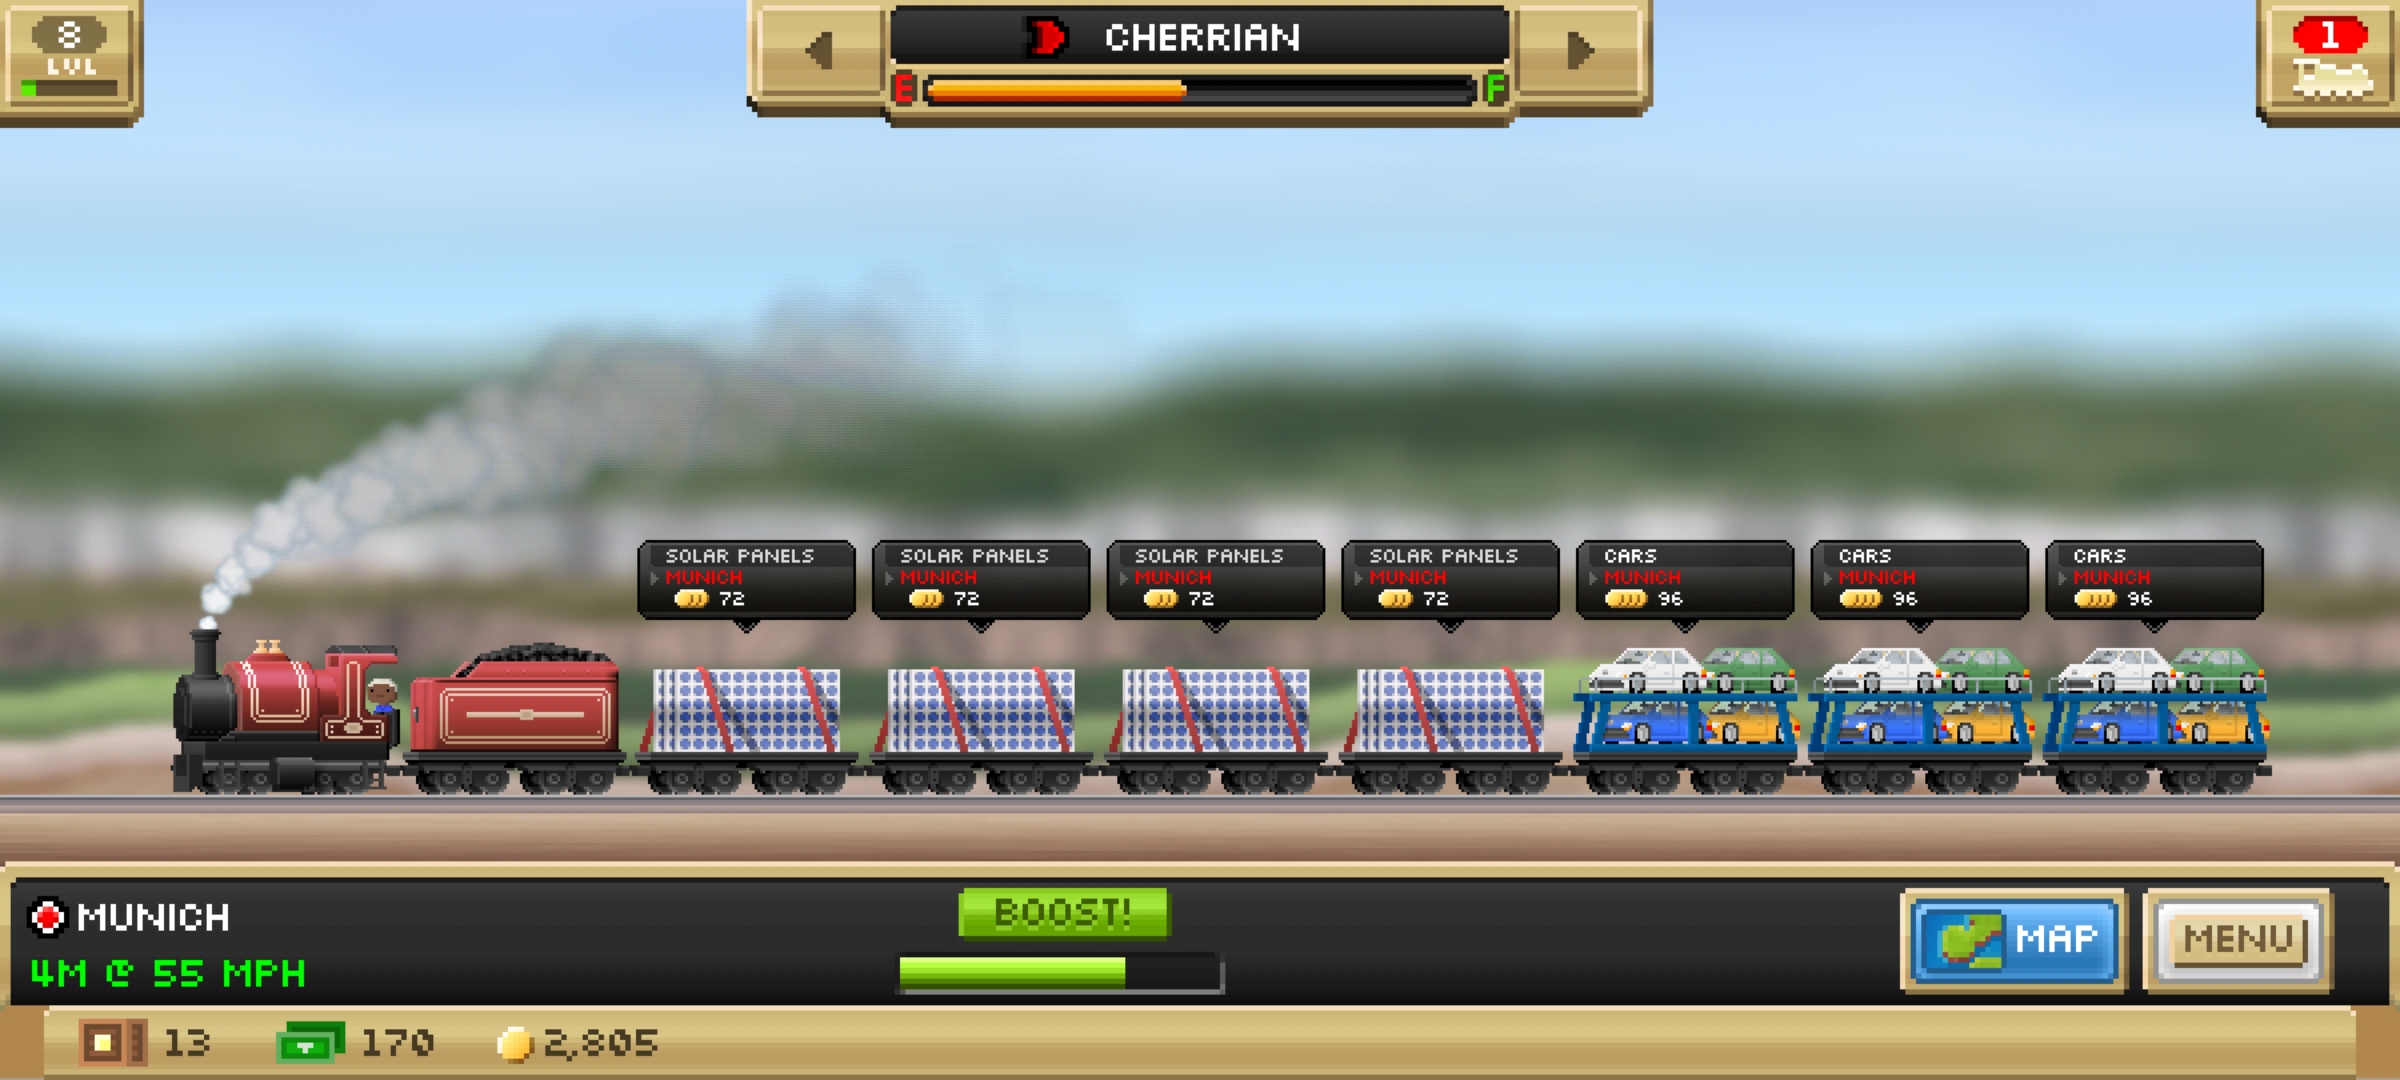 8
LVL
CHERRIAN
E F
1
SOLAR PANELS
MUNICH
72
SOLAR PANELS
MUNICH
72
SOLAR PANELS
MUNICH
72
SOLAR PANELS
MUNICH
72
CARS
MUNICH
96
CARS
MUNICH
96
CARS
MUNICH
96
MUNICH
4M @ 55 MPH
BOOST!
MAP
MENU
13
170
2,805